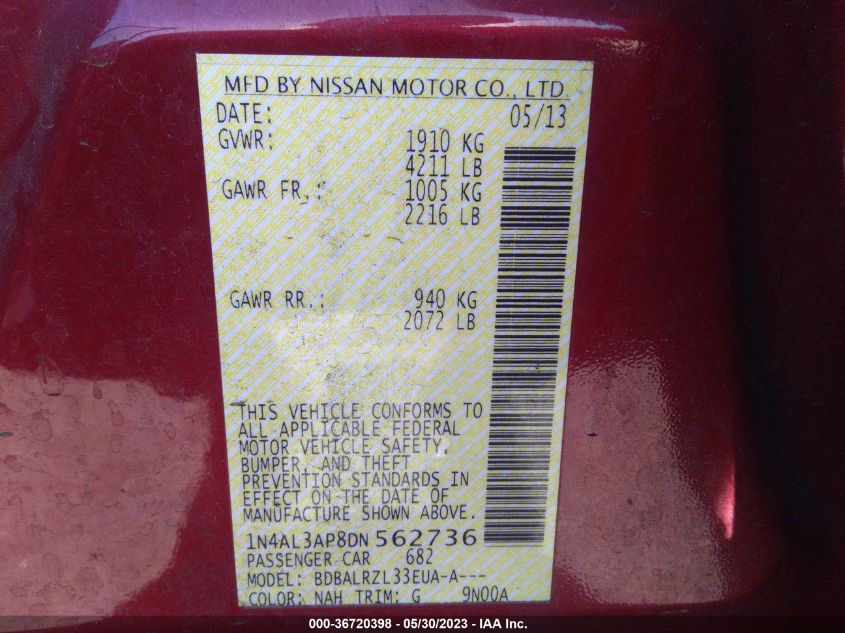 MFD BY NISSAN MOTOR CO., LTD.
DATE: 05/13
GVWR: 1910 KG
4211 LB
GAWR FR.: 1005 KG
2216 LB
GAWR RR.: 940 KG
2072 LB
THIS VEHICLE CONFORMS TO
ALL APPLICABLE FEDERAL
MOTOR VEHICLE SAFETY,
BUMPER, AND THEFT
PREVENTION STANDARDS IN
EFFECT ON THE DATE OF
MANUFACTURE SHOWN ABOVE.
1N4AL3AP8DN562736
PASSENGER CAR 682
MODEL: BDBALRZL33EUA-A---
COLOR: NAH TRIM: G 9N00A
000-36720398 - 05/30/2023 - IAA Inc.